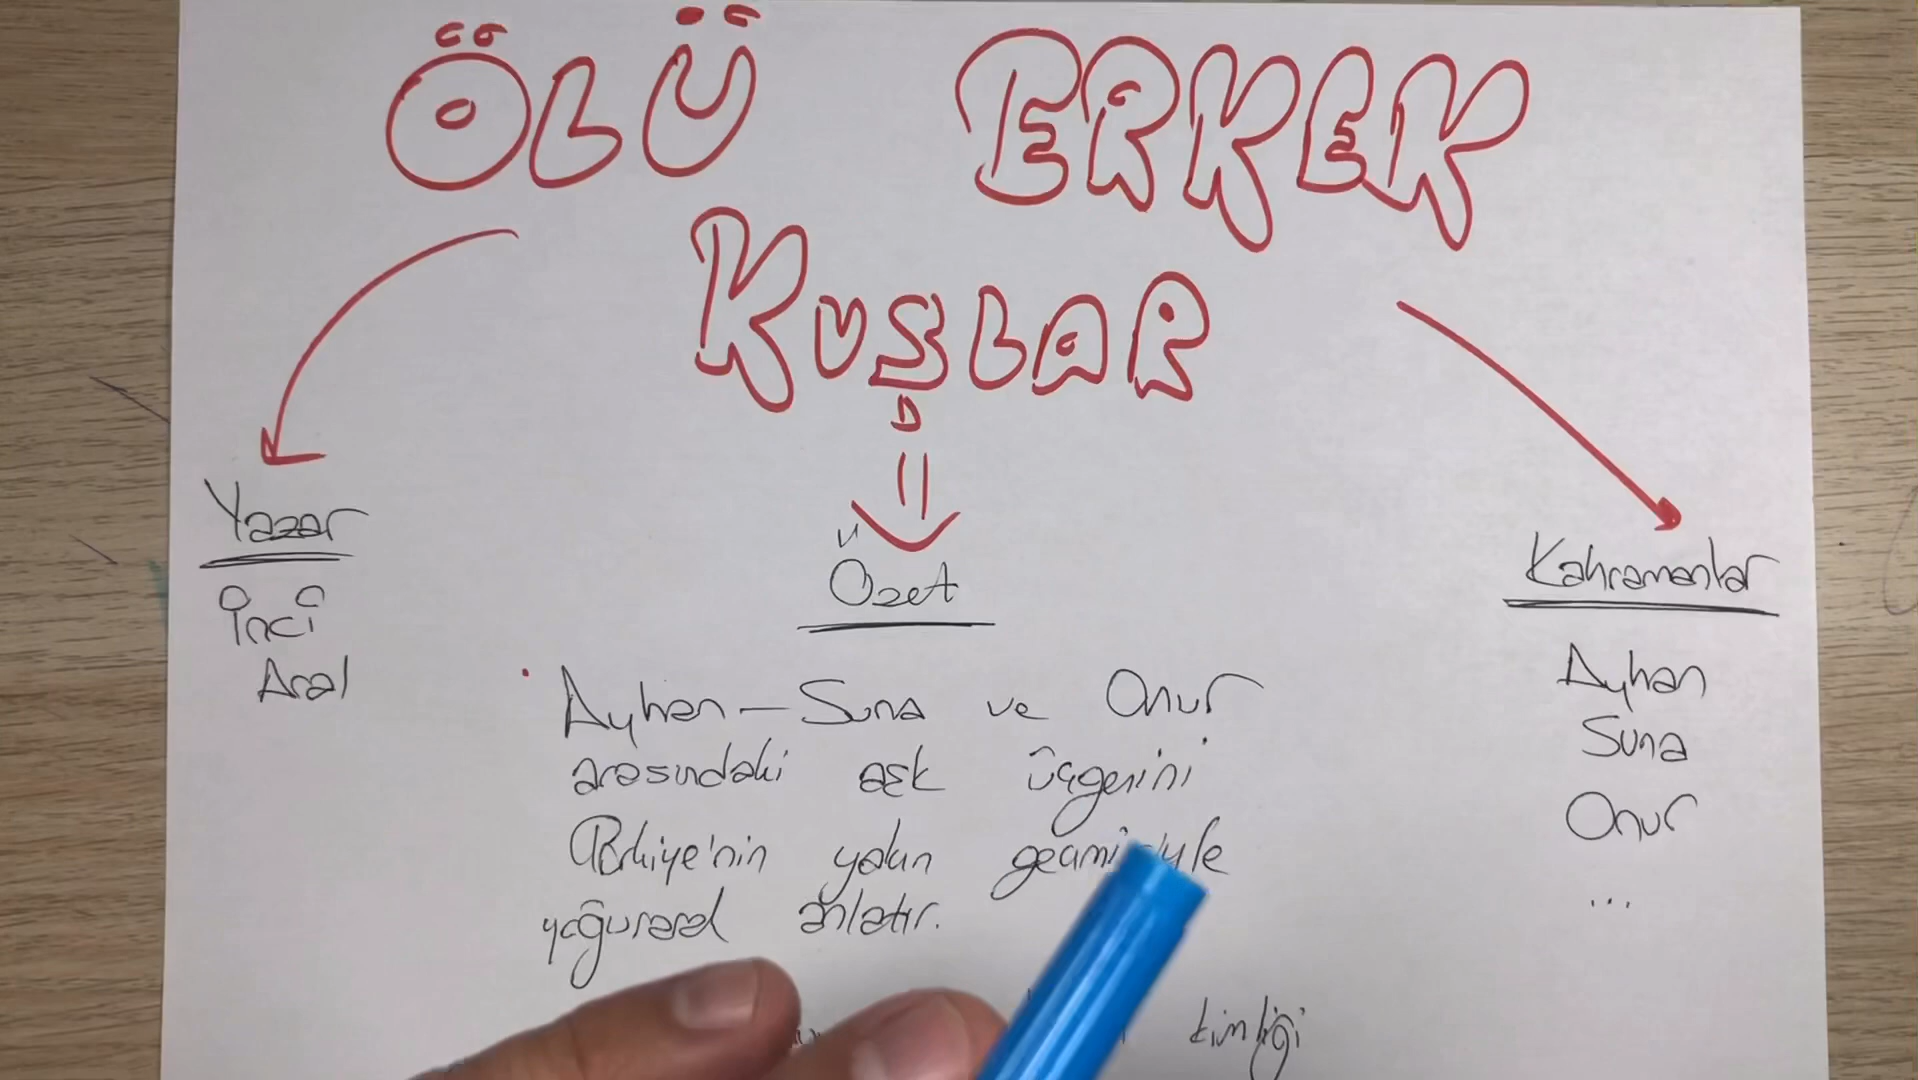 ÖLÜ ERKEK
KUŞLAR
Yazar
İnci
Aral
Özet
Ayhan - Suna ve Onur
arasındaki aşk üçgenini
Türkiye'nin yakın geçmişiyle
yoğurarak anlatır.
kimliği
Kahramanlar
Ayhan
Suna
Onur
...